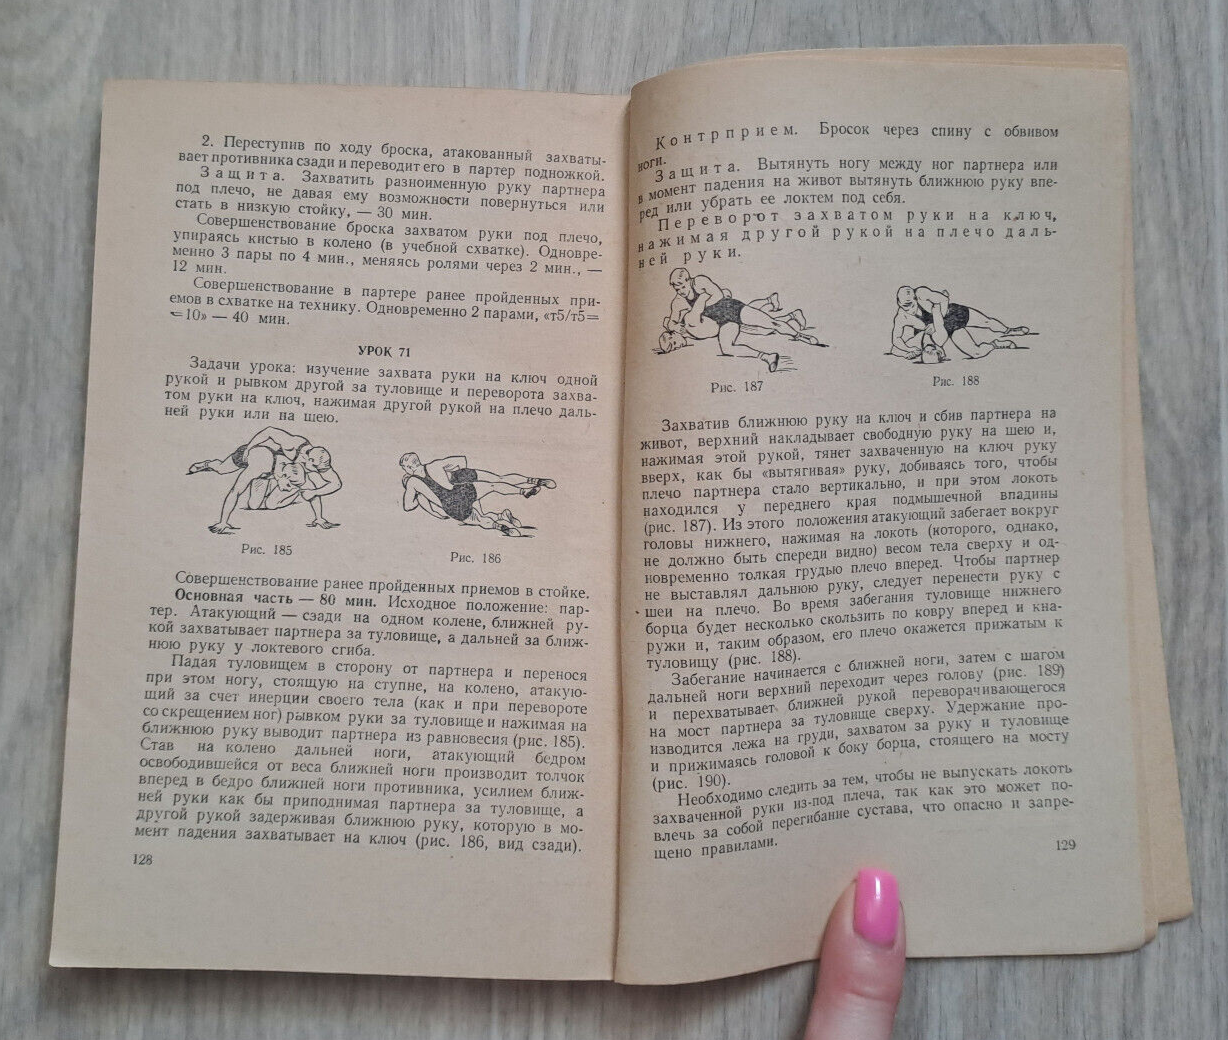 2. Переступив по ходу броска, атакованный захваты-
вает противника сзади и переводит его в партер подножкой.
Защита. Захватить разноименную руку партнера
под плечо, не давая ему возможности повернуться или
стать в низкую стойку, — 30 мин.
Совершенствование броска захватом руки под плечо,
упираясь кистью в колено (в учебной схватке). Одновре-
менно 3 пары по 4 мин., меняясь ролями через 2 мин., —
12 мин.
Совершенствование в партере ранее пройденных при-
емов в схватке на технику. Одновременно 2 парами, «т5/т5=
=10» — 40 мин.
УРОК 71
Задачи урока: изучение захвата руки на ключ одной
рукой и рывком другой за туловище и переворота захва-
том руки на ключ, нажимая другой рукой на плечо даль-
ней руки или на шею.
Рис. 185
Рис. 186
Совершенствование ранее пройденных приемов в стойке.
Основная часть — 80 мин. Исходное положение: пар-
тер. Атакующий — сзади на одном колене, ближней ру-
кой захватывает партнера за туловище, а дальней за ближ-
нюю руку у локтевого сгиба.
Падая туловищем в сторону от партнера и перенося
при этом ногу, стоящую на ступне, на колено, атакую-
щий за счет инерции своего тела (как и при перевороте
со скрещением ног) рывком руки за туловище и нажимая на
ближнюю руку выводит партнера из равновесия (рис. 185).
Став на колено дальней ноги, атакующий бедром
освободившейся от веса ближней ноги производит толчок
вперед в бедро ближней ноги противника, усилием ближ-
ней руки как бы приподнимая партнера за туловище, а
другой рукой задерживая ближнюю руку, которую в мо-
мент падения захватывает на ключ (рис. 186, вид сзади).
128
Контрприем. Бросок через спину с обвивом
ноги.
Защита. Вытянуть ногу между ног партнера или
в момент падения на живот вытянуть ближнюю руку впе-
ред или убрать ее локтем под себя.
Переворот захватом руки на ключ,
нажимая другой рукой на плечо даль-
ней руки.
Рис. 187
Рис. 188
Захватив ближнюю руку на ключ и сбив партнера на
живот, верхний накладывает свободную руку на шею и,
нажимая этой рукой, тянет захваченную на ключ руку
вверх, как бы «вытягивая» руку, добиваясь того, чтобы
плечо партнера стало вертикально, и при этом локоть
находился у переднего края подмышечной впадины
(рис. 187). Из этого положения атакующий забегает вокруг
головы нижнего, нажимая на локоть (которого, однако,
не должно быть спереди видно) весом тела сверху и од-
новременно толкая грудью плечо вперед. Чтобы партнер
не выставлял дальнюю руку, следует перенести руку с
шеи на плечо. Во время забегания туловище нижнего
борца будет несколько скользить по ковру вперед и кна-
ружи и, таким образом, его плечо окажется прижатым к
туловищу (рис. 188).
Забегание начинается с ближней ноги, затем с шагом
дальней ноги верхний переходит через голову (рис. 189)
и перехватывает ближней рукой переворачивающегося
на мост партнера за туловище сверху. Удержание про-
изводится лежа на груди, захватом за руку и туловище
и прижимаясь головой к боку борца, стоящего на мосту
(рис. 190).
Необходимо следить за тем, чтобы не выпускать локоть
захваченной руки из-под плеча, так как это может по-
влечь за собой перегибание сустава, что опасно и запре-
щено правилами.
129